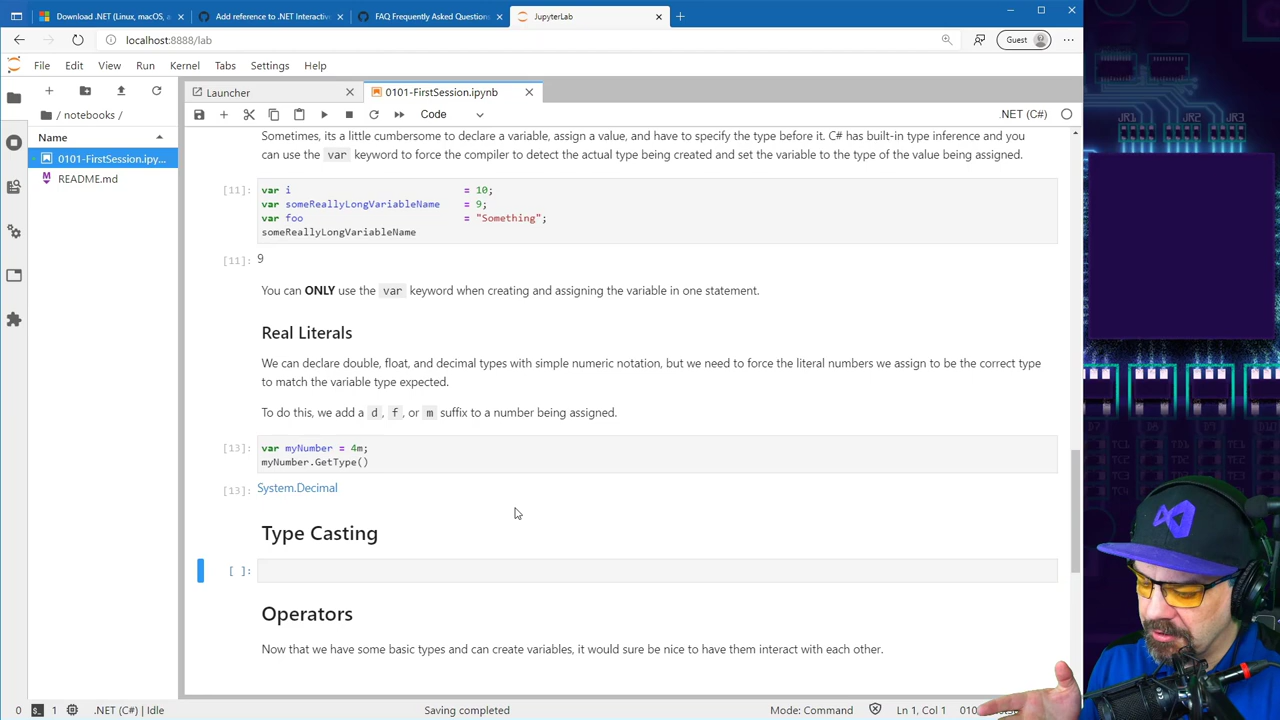 Download .NET (Linux, macOS, a
Add reference to .NET Interactive
FAQ Frequently Asked Question
JupyterLab
localhost:8888/lab
Guest
File Edit View Run Kernel Tabs Settings Help
Launcher
0101-FirstSession.ipynb
/ notebooks /
Code
.NET (C#)
Name
0101-FirstSession.ipy...
README.md
Sometimes, its a little cumbersome to declare a variable, assign a value, and have to specify the type before it. C# has built-in type inference and you
can use the var keyword to force the compiler to detect the actual type being created and set the variable to the type of the value being assigned.
[11]: var i = 10;
var someReallyLongVariableName = 9;
var foo = "Something";
someReallyLongVariableName
[11]: 9
You can ONLY use the var keyword when creating and assigning the variable in one statement.
Real Literals
We can declare double, float, and decimal types with simple numeric notation, but we need to force the literal numbers we assign to be the correct type
to match the variable type expected.
To do this, we add a d, f, or m suffix to a number being assigned.
[13]: var myNumber = 4m;
myNumber.GetType()
[13]: System.Decimal
Type Casting
[ ]:
Operators
Now that we have some basic types and can create variables, it would sure be nice to have them interact with each other.
0 1 .NET (C#) | Idle
Saving completed
Mode: Command
Ln 1, Col 1
JR1
JR2
JR3
D6
D5
TC1
TC2
TC3
TC4